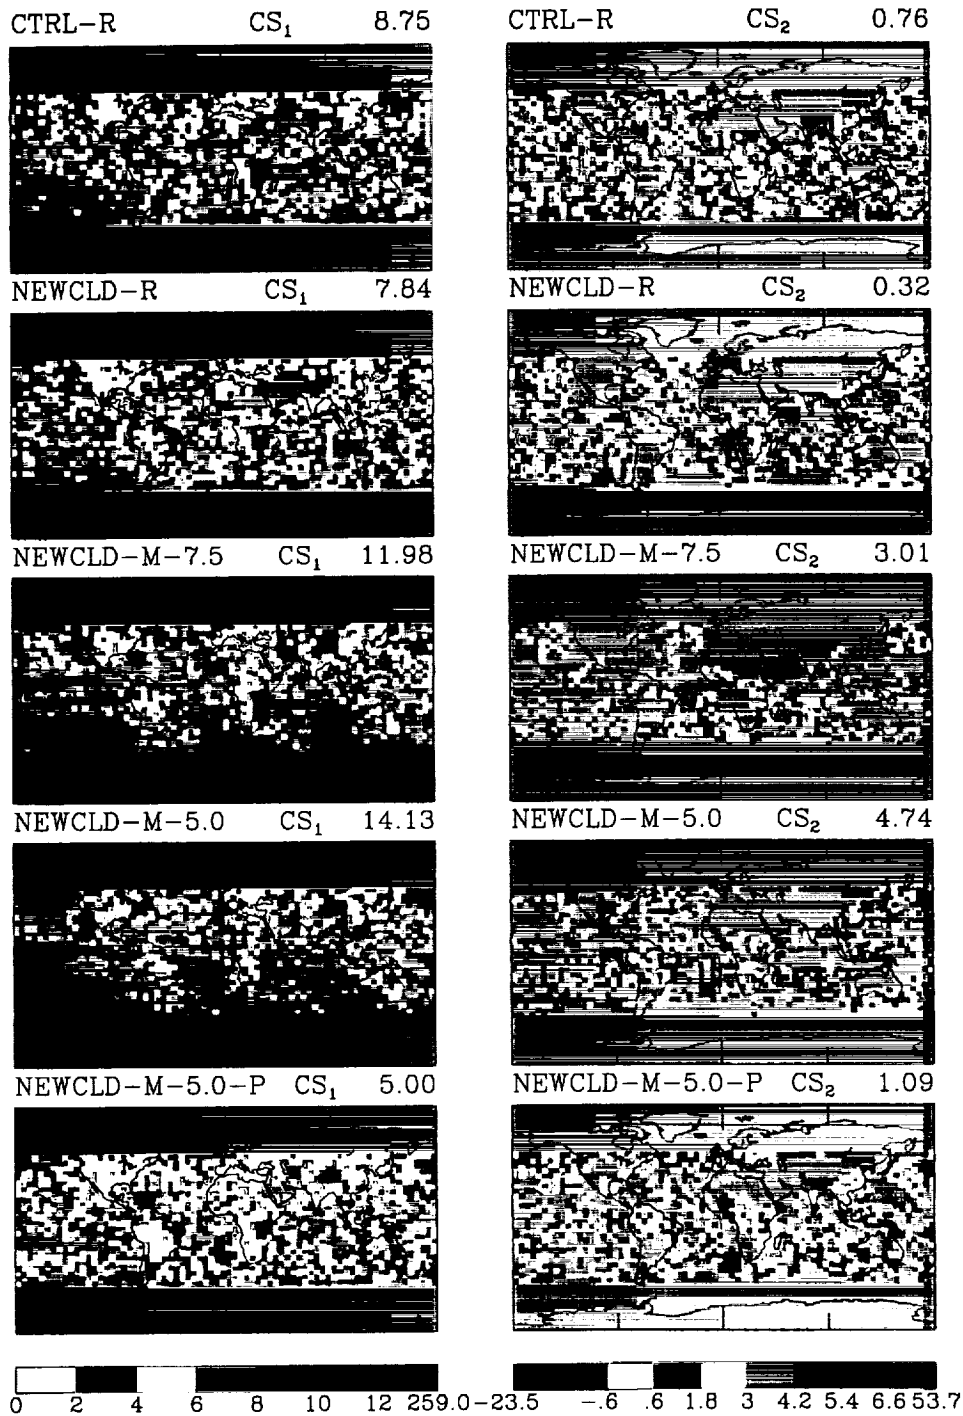 CTRL-R CS₁ 8.75
CTRL-R CS₂ 0.76
NEWCLD-R CS₁ 7.84
NEWCLD-R CS₂ 0.32
NEWCLD-M-7.5 CS₁ 11.98
NEWCLD-M-7.5 CS₂ 3.01
NEWCLD-M-5.0 CS₁ 14.13
NEWCLD-M-5.0 CS₂ 4.74
NEWCLD-M-5.0-P CS₁ 5.00
NEWCLD-M-5.0-P CS₂ 1.09
0 2 4 6 8 10 12 259.0
-23.5 -.6 .6 1.8 3 4.2 5.4 6.6 53.7